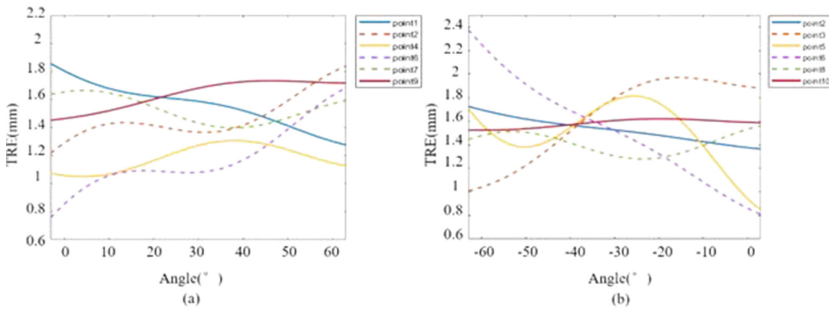 2.2
2
1.8
1.6
1.4
1.2
1
0.8
0.6
TRE(mm)
0 10 20 30 40 50 60
Angle(°)
(a)
point1
point2
point4
point6
point7
point9
2.4
2.2
2
1.8
1.6
1.4
1.2
1
0.8
0.6
TRE(mm)
-60 -50 -40 -30 -20 -10 0
Angle(°)
(b)
point2
point3
point5
point6
point8
point10